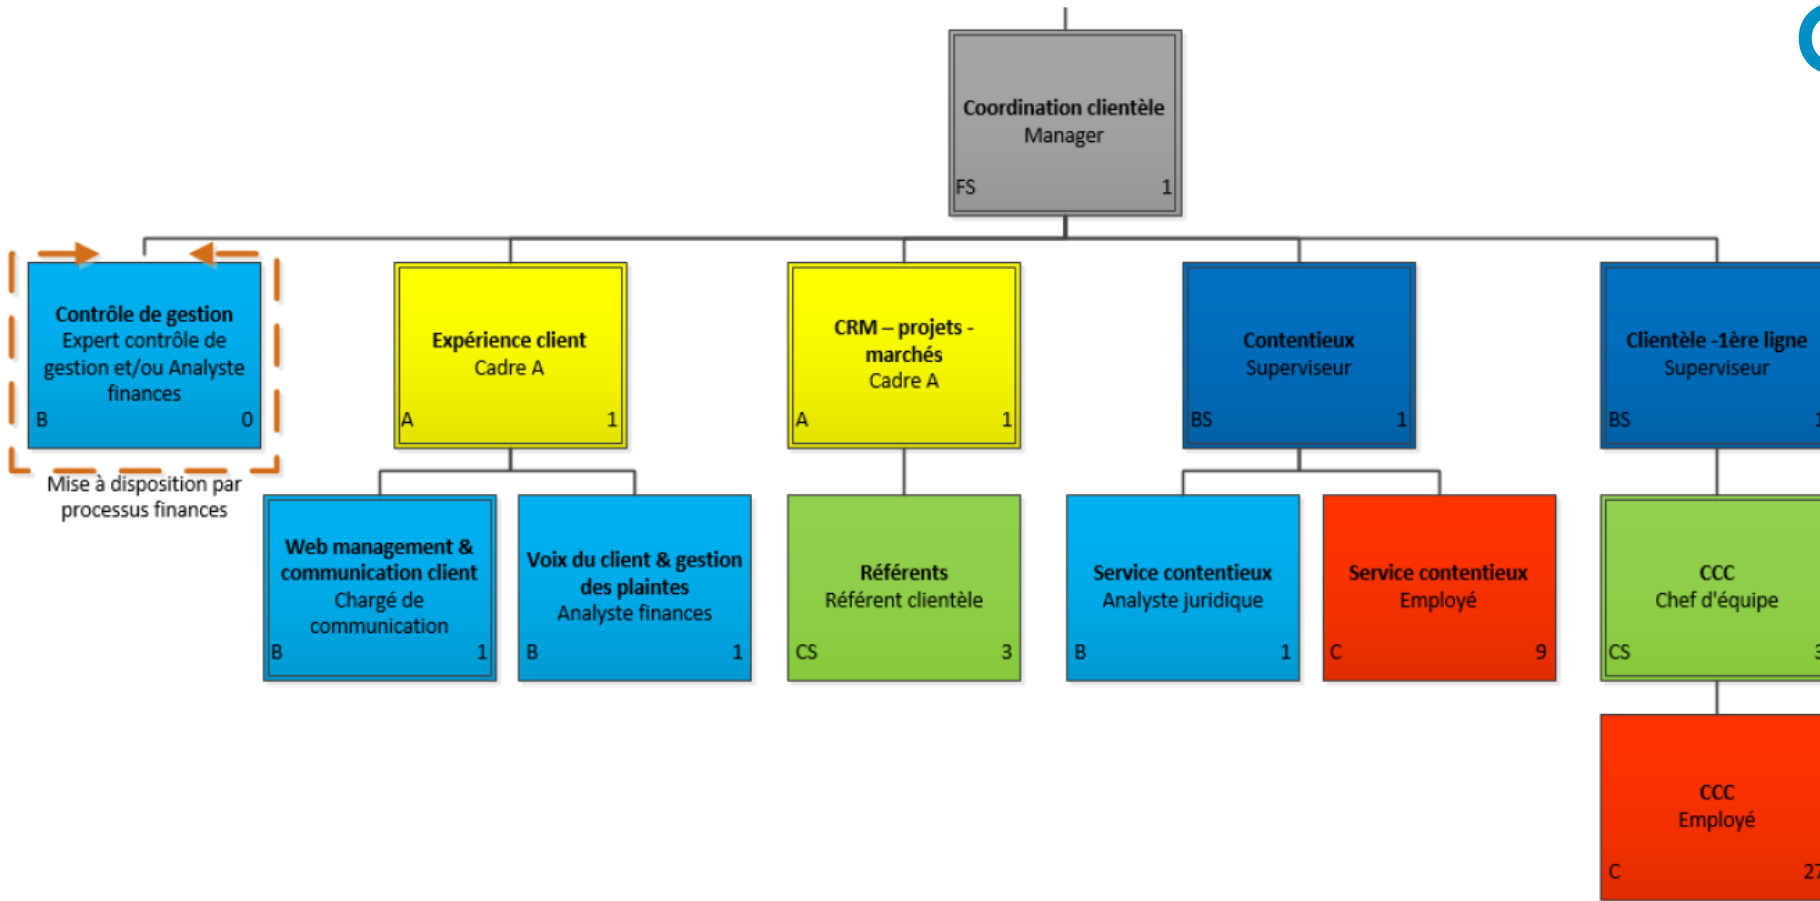 Coordination clientèle
Manager
FS 1
Contrôle de gestion
Expert contrôle de
gestion et/ou Analyste
finances
B 0
Mise à disposition par
processus finances
Expérience client
Cadre A
A 1
CRM – projets -
marchés
Cadre A
A 1
Contentieux
Superviseur
BS 1
Clientèle -1ère ligne
Superviseur
BS 1
Web management &
communication client
Chargé de
communication
B 1
Voix du client & gestion
des plaintes
Analyste finances
B 1
Référents
Référent clientèle
CS 3
Service contentieux
Analyste juridique
B 1
Service contentieux
Employé
C 9
CCC
Chef d'équipe
CS 3
CCC
Employé
C 27